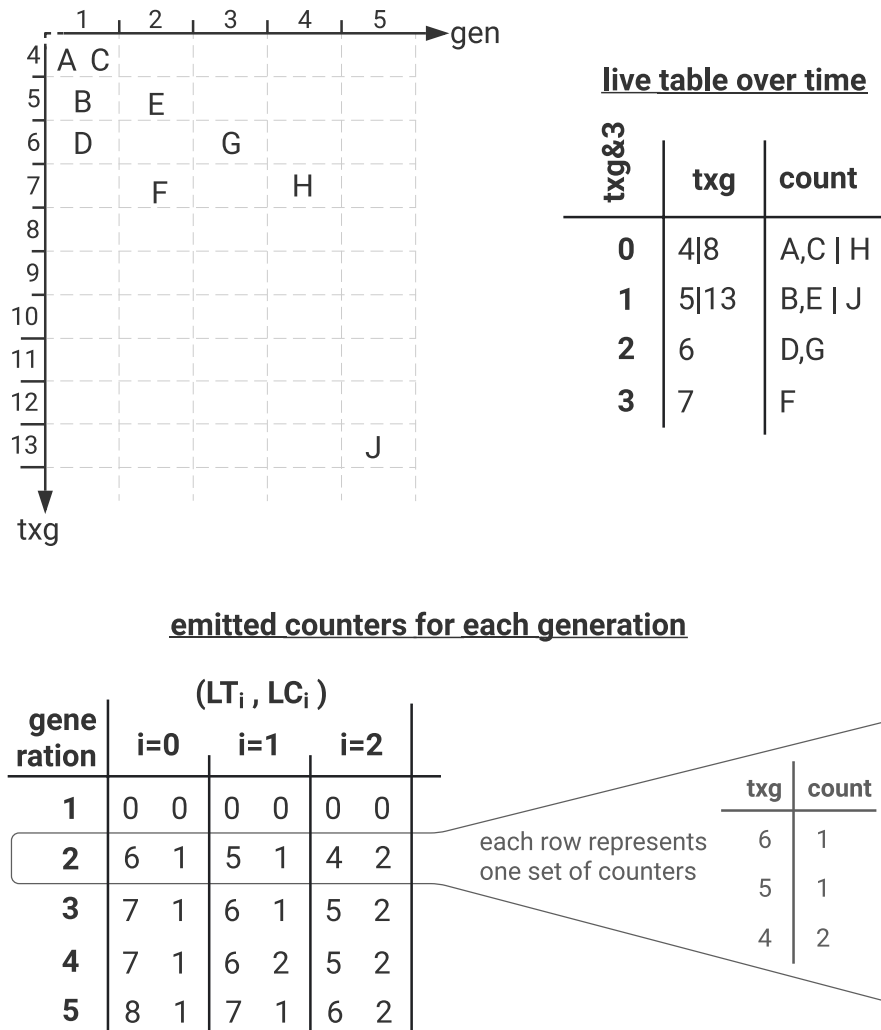 1 2 3 4 5
gen
4 A C
5 B E
6 D G
7 F H
8
9
10
11
12
13 J
txg
live table over time
txg&3 txg count
0 4|8 A,C | H
1 5|13 B,E | J
2 6 D,G
3 7 F
emitted counters for each generation
(LTi , LCi )
gene
ration i=0 i=1 i=2
1 0 0 0 0 0 0
2 6 1 5 1 4 2
3 7 1 6 1 5 2
4 7 1 6 2 5 2
5 8 1 7 1 6 2
each row represents
one set of counters
txg count
6 1
5 1
4 2